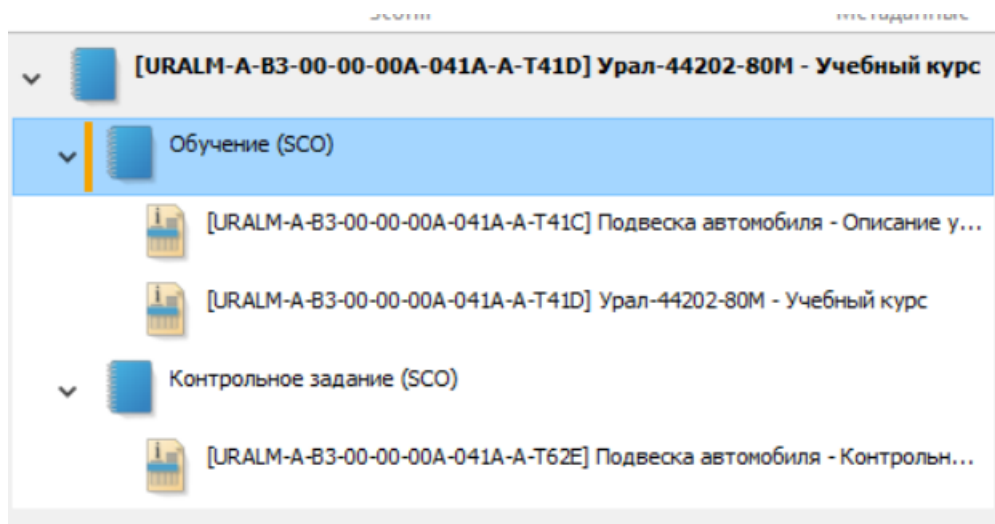 [URALM-A-B3-00-00-00A-041A-A-T41D] Урал-44202-80М - Учебный курс
Обучение (SCO)
[URALM-A-B3-00-00-00A-041A-A-T41C] Подвеска автомобиля - Описание у...
[URALM-A-B3-00-00-00A-041A-A-T41D] Урал-44202-80М - Учебный курс
Контрольное задание (SCO)
[URALM-A-B3-00-00-00A-041A-A-T62E] Подвеска автомобиля - Контрольн...